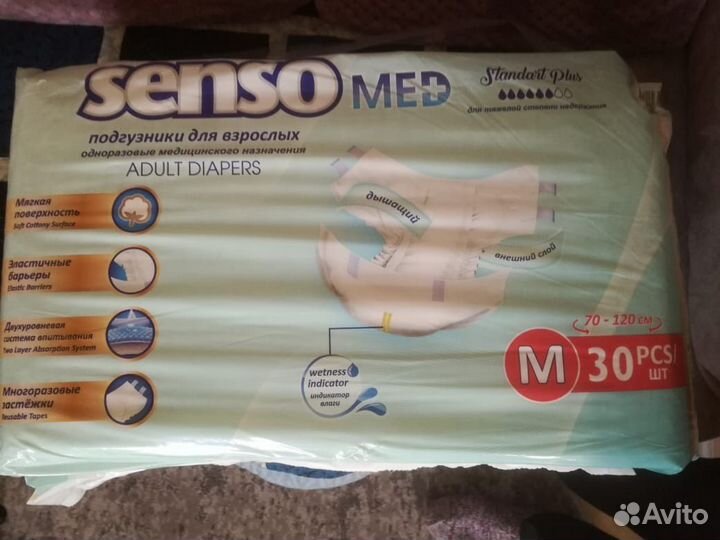 senso MED
Standart Plus
для тяжелой степени недержания
подгузники для взрослых
одноразовые медицинского назначения
ADULT DIAPERS
Мягкая
поверхность
Soft Cottony Surface
дышащий
внешний слой
Эластичные
барьеры
Elastic Barriers
Двухуровневая
система впитывания
Two Layer Absorption System
Многоразовые
застёжки
Reusable Tapes
wetness
indicator
индикатор
влаги
70 - 120 см
M 30 PCS/
ШТ
Avito